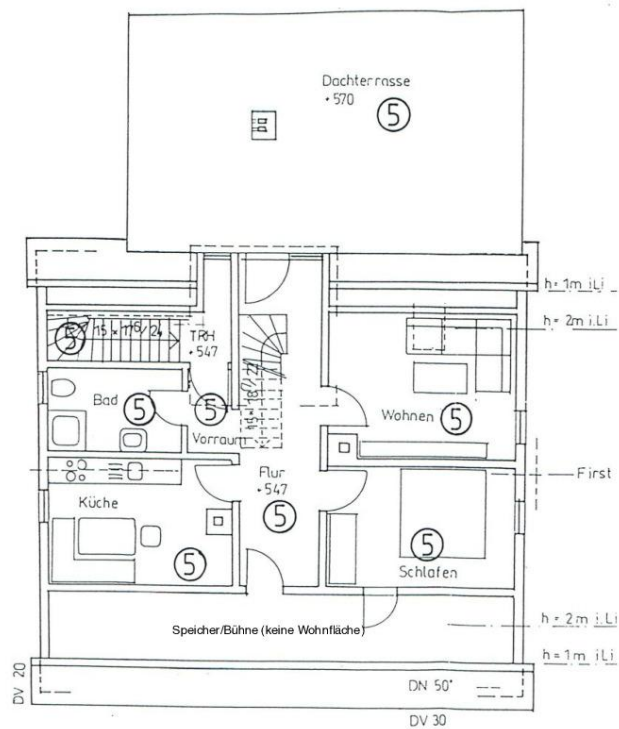 Dachterrasse
+570
5
h = 1m i.Li
h = 2m i.Li
15 x 17⁶/24
5
TRH
+547
Bad
5
5
Vorraum
Wohnen
5
Flur
+547
5
First
Küche
5
5
Schlafen
Speicher/Bühne (keine Wohnfläche)
h = 2m i.Li
h = 1m i.Li
DV 20
DN 50°
DV 30